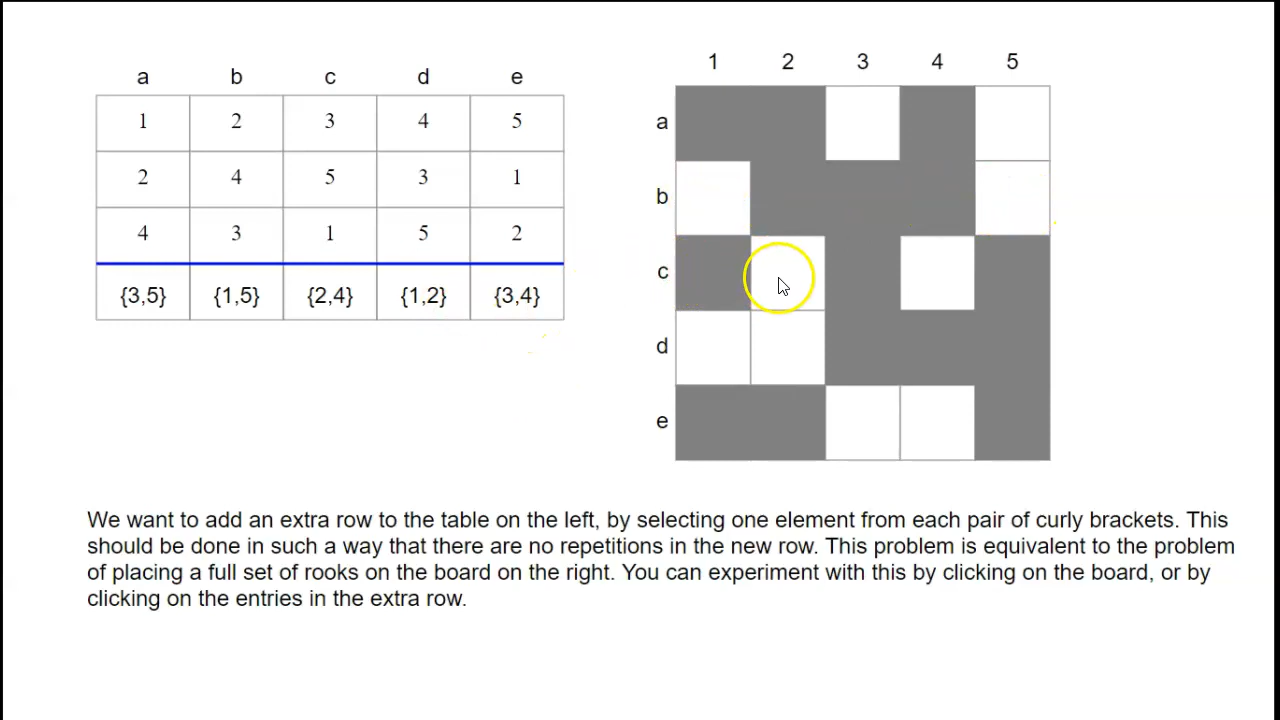 a b c d e
1 2 3 4 5
2 4 5 3 1
4 3 1 5 2
{3,5} {1,5} {2,4} {1,2} {3,4}
1 2 3 4 5
a
b
c
d
e
We want to add an extra row to the table on the left, by selecting one element from each pair of curly brackets. This
should be done in such a way that there are no repetitions in the new row. This problem is equivalent to the problem
of placing a full set of rooks on the board on the right. You can experiment with this by clicking on the board, or by
clicking on the entries in the extra row.